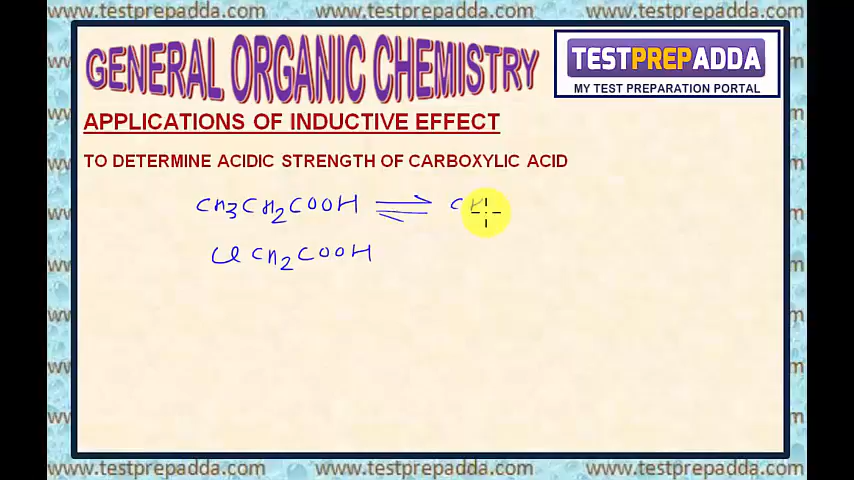 www.testprepadda.com www.testprepadda.com www.testprepadda.com
GENERAL ORGANIC CHEMISTRY
TESTPREPADDA
MY TEST PREPARATION PORTAL
APPLICATIONS OF INDUCTIVE EFFECT
TO DETERMINE ACIDIC STRENGTH OF CARBOXYLIC ACID
CH3CH2COOH ⇌ CH
ClCH2COOH
www.testprepadda.com www.testprepadda.com www.testprepadda.com